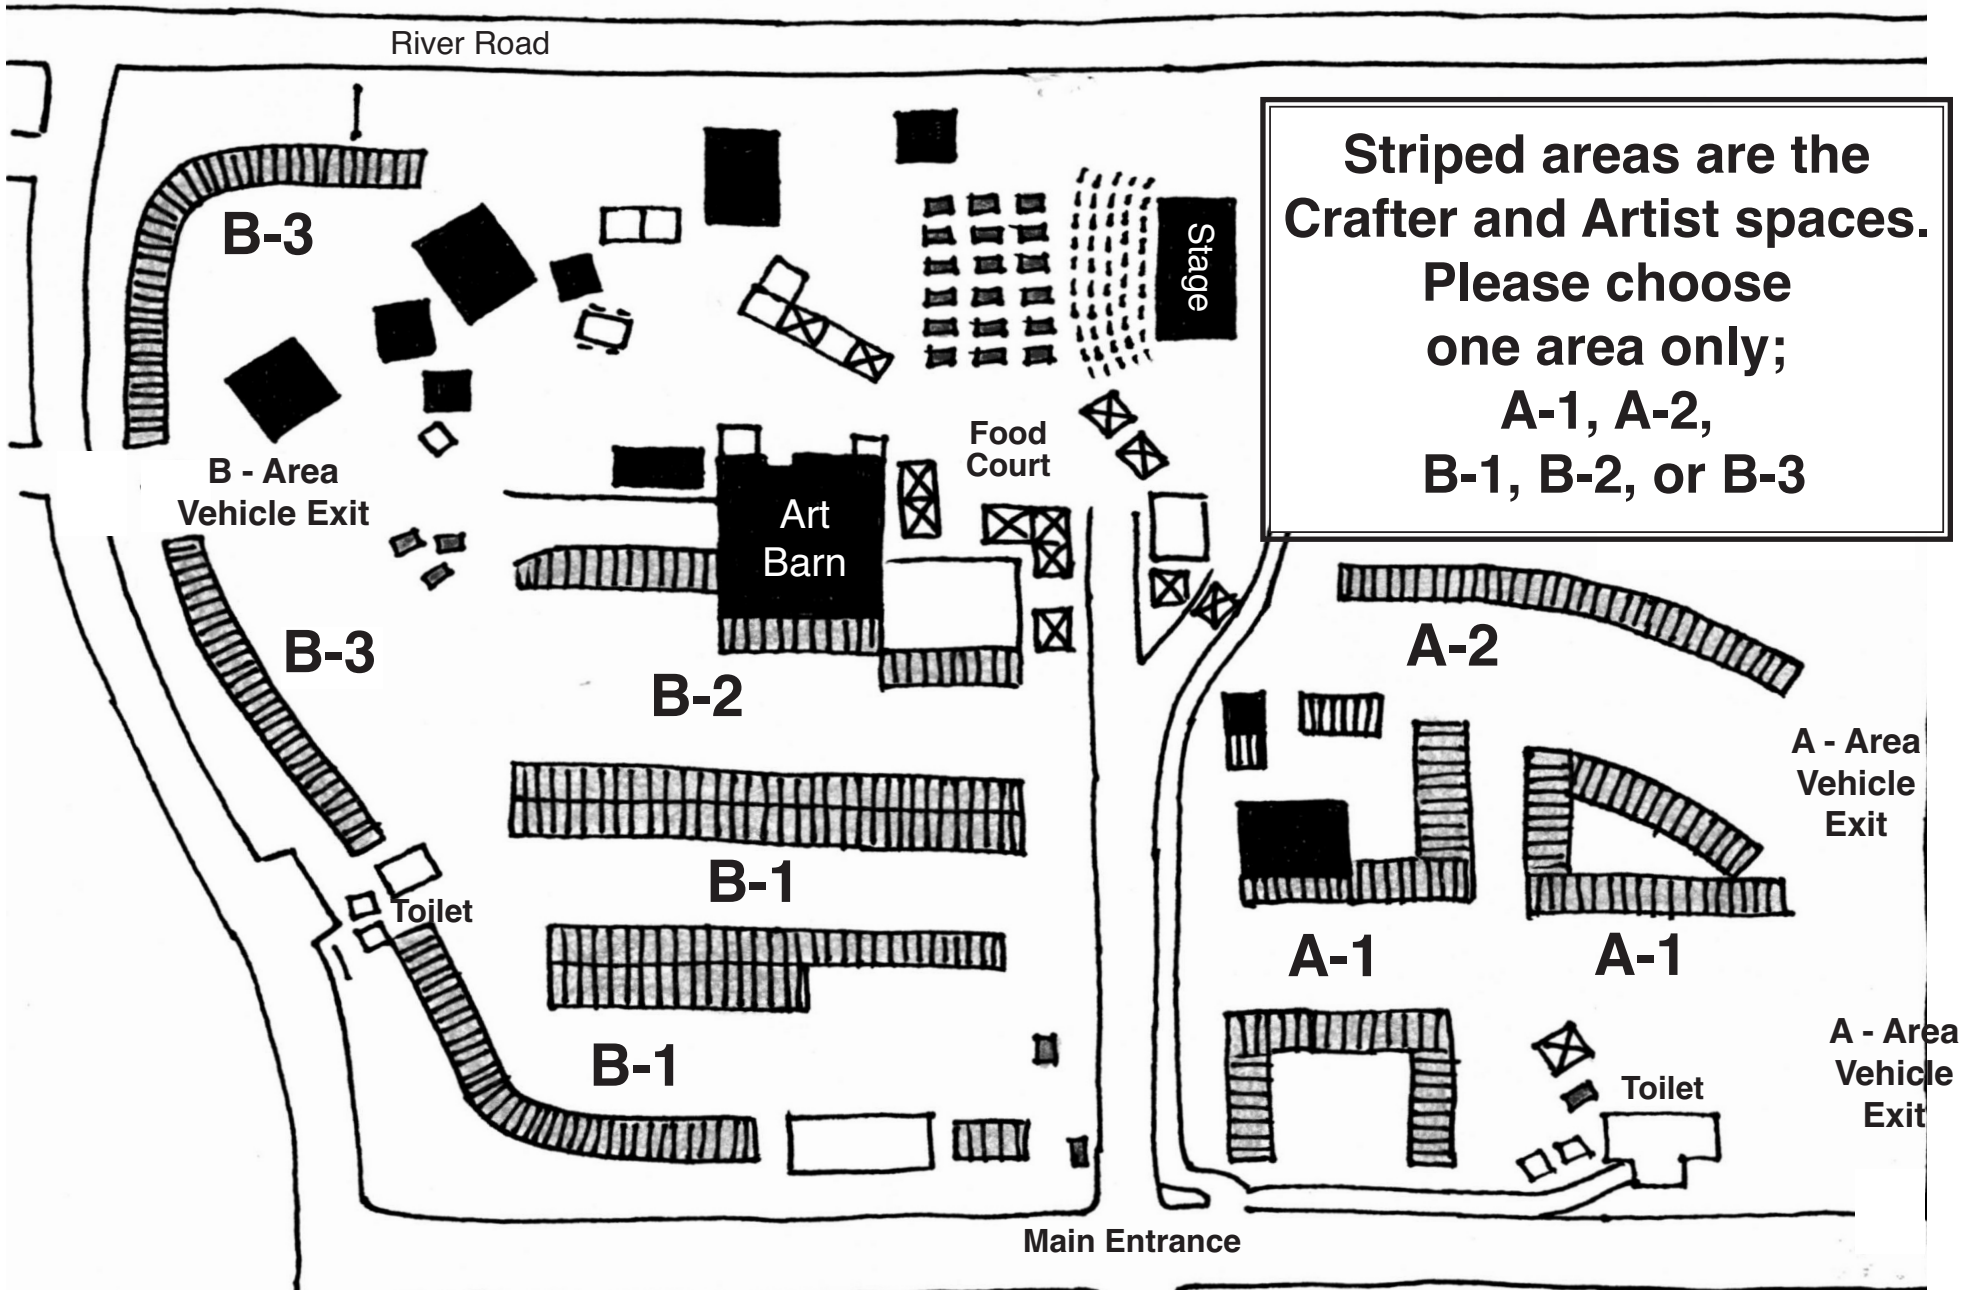 River Road
Striped areas are the
Crafter and Artist spaces.
Please choose
one area only;
A-1, A-2,
B-1, B-2, or B-3
B-3
Stage
Food
Court
B - Area
Vehicle Exit
Art
Barn
B-3
A-2
B-2
A - Area
Vehicle
Exit
B-1
Toilet
A-1
A-1
B-1
A - Area
Vehicle
Exit
Toilet
Main Entrance